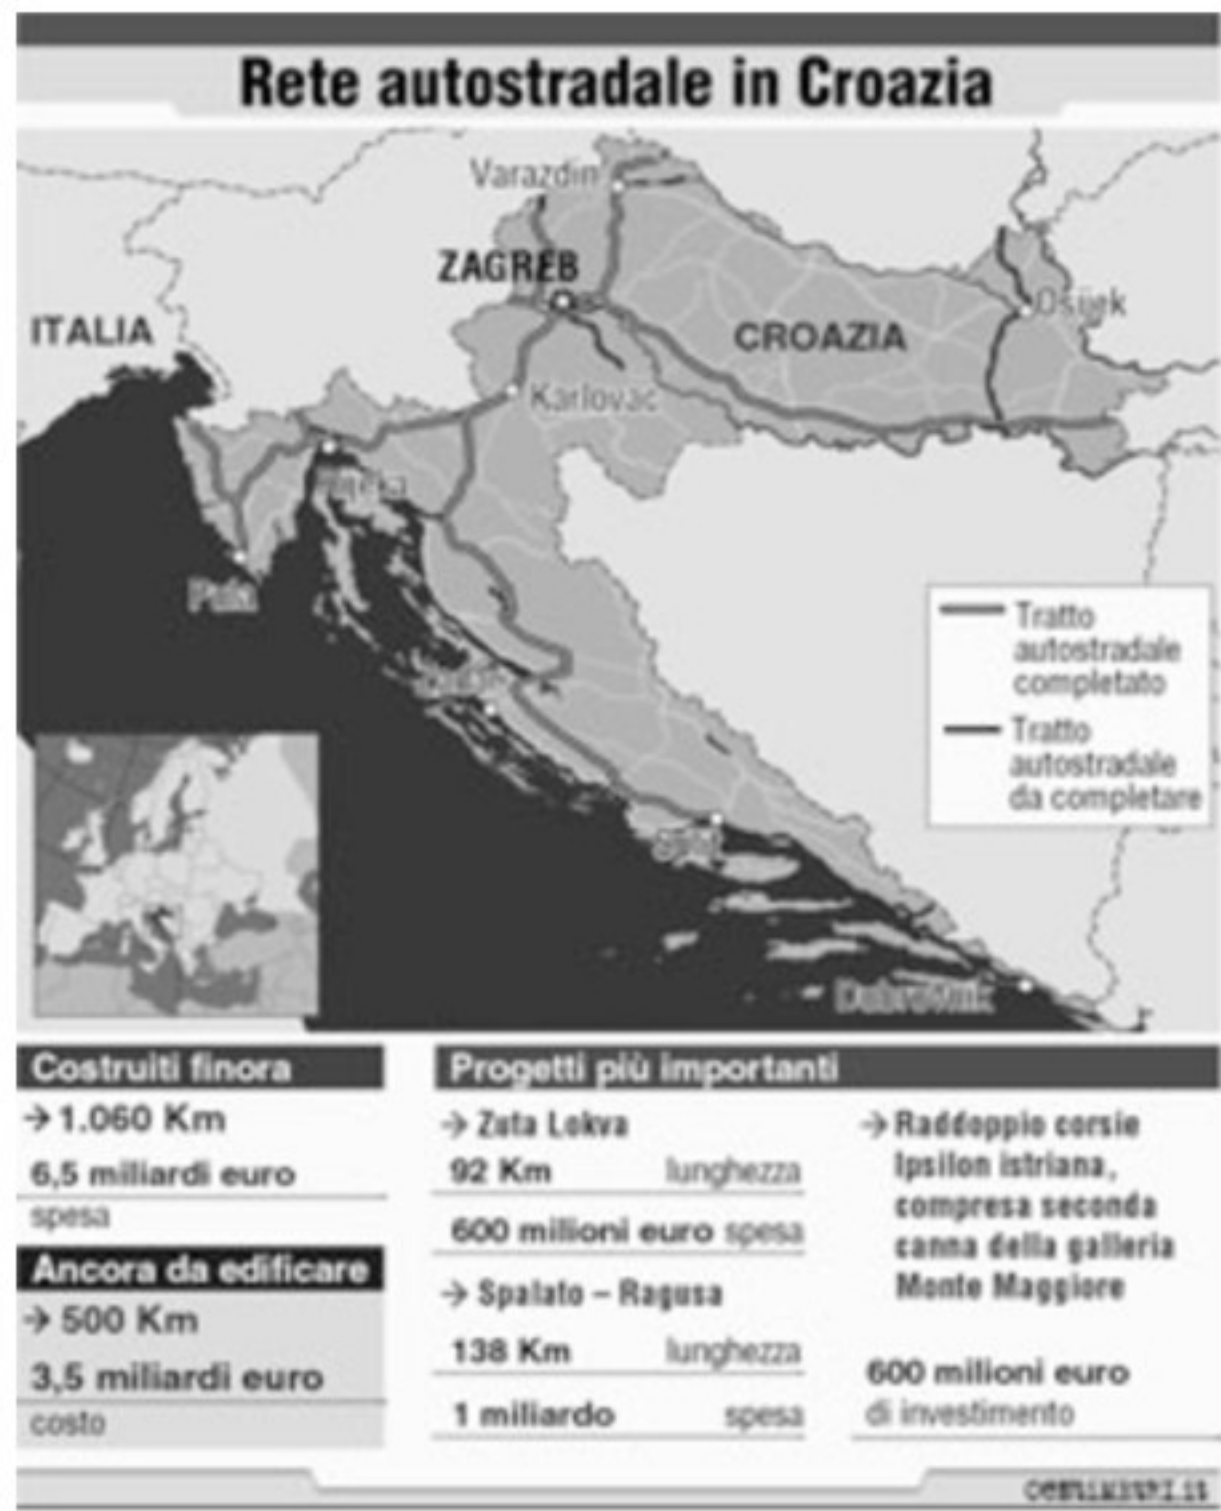 Rete autostradale in Croazia
Varazdin
ZAGREB
ITALIA
Osijek
CROAZIA
Karlovac
Rijeka
Pula
Tratto
autostradale
completato
Tratto
autostradale
da completare
Split
Dubrovnik
Costruiti finora
→ 1.060 Km
6,5 miliardi euro
spesa
Ancora da edificare
→ 500 Km
3,5 miliardi euro
costo
Progetti più importanti
→ Zuta Lokva
92 Km lunghezza
600 milioni euro spesa
→ Spalato – Ragusa
138 Km lunghezza
1 miliardo spesa
→ Raddoppio corsie
Ipsilon istriana,
compresa seconda
canna della galleria
Monte Maggiore
600 milioni euro
di investimento